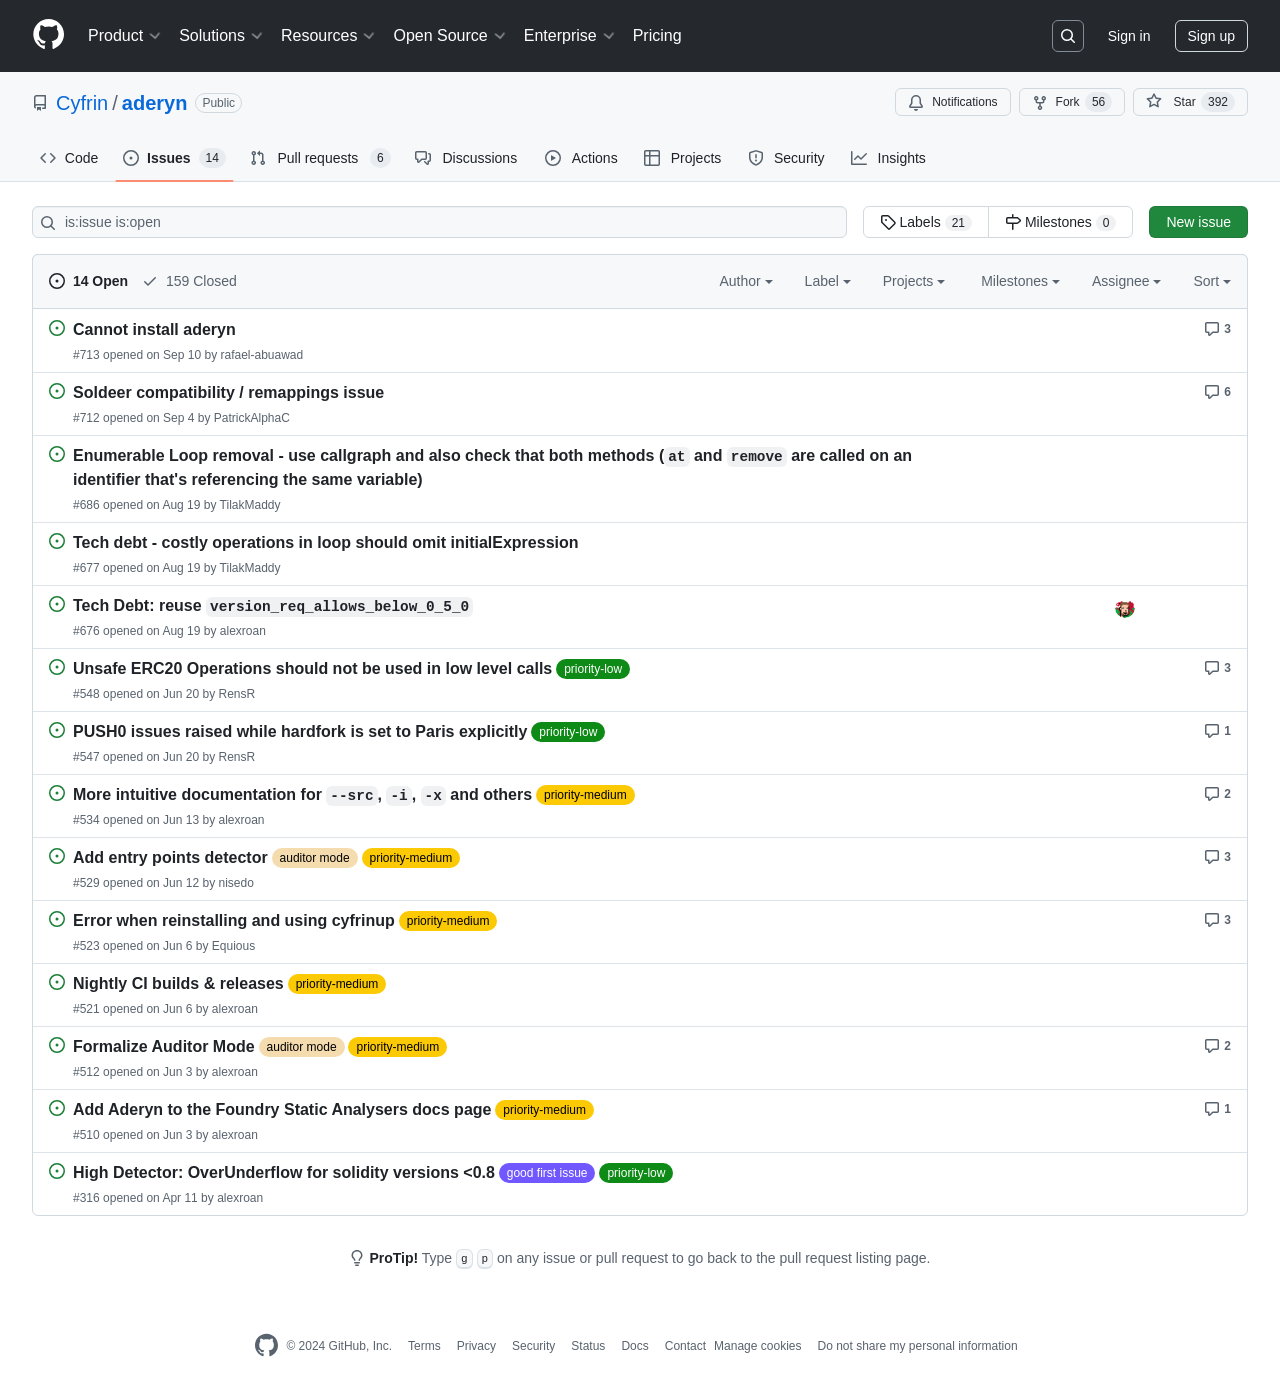 Product Solutions Resources Open Source Enterprise Pricing Sign in Sign up
Cyfrin / aderyn Public Notifications Fork 56 Star 392
Code Issues 14 Pull requests 6 Discussions Actions Projects Security Insights
is:issue is:open Labels 21 Milestones 0 New issue
14 Open 159 Closed Author Label Projects Milestones Assignee Sort
Cannot install aderyn 3
#713 opened on Sep 10 by rafael-abuawad
Soldeer compatibility / remappings issue 6
#712 opened on Sep 4 by PatrickAlphaC
Enumerable Loop removal - use callgraph and also check that both methods (at and remove are called on an
identifier that's referencing the same variable)
#686 opened on Aug 19 by TilakMaddy
Tech debt - costly operations in loop should omit initialExpression
#677 opened on Aug 19 by TilakMaddy
Tech Debt: reuse version_req_allows_below_0_5_0
#676 opened on Aug 19 by alexroan
Unsafe ERC20 Operations should not be used in low level calls priority-low 3
#548 opened on Jun 20 by RensR
PUSH0 issues raised while hardfork is set to Paris explicitly priority-low 1
#547 opened on Jun 20 by RensR
More intuitive documentation for --src, -i, -x and others priority-medium 2
#534 opened on Jun 13 by alexroan
Add entry points detector auditor mode priority-medium 3
#529 opened on Jun 12 by nisedo
Error when reinstalling and using cyfrinup priority-medium 3
#523 opened on Jun 6 by Equious
Nightly CI builds & releases priority-medium
#521 opened on Jun 6 by alexroan
Formalize Auditor Mode auditor mode priority-medium 2
#512 opened on Jun 3 by alexroan
Add Aderyn to the Foundry Static Analysers docs page priority-medium 1
#510 opened on Jun 3 by alexroan
High Detector: OverUnderflow for solidity versions <0.8 good first issue priority-low
#316 opened on Apr 11 by alexroan
ProTip! Type g p on any issue or pull request to go back to the pull request listing page.
© 2024 GitHub, Inc. Terms Privacy Security Status Docs Contact Manage cookies Do not share my personal information